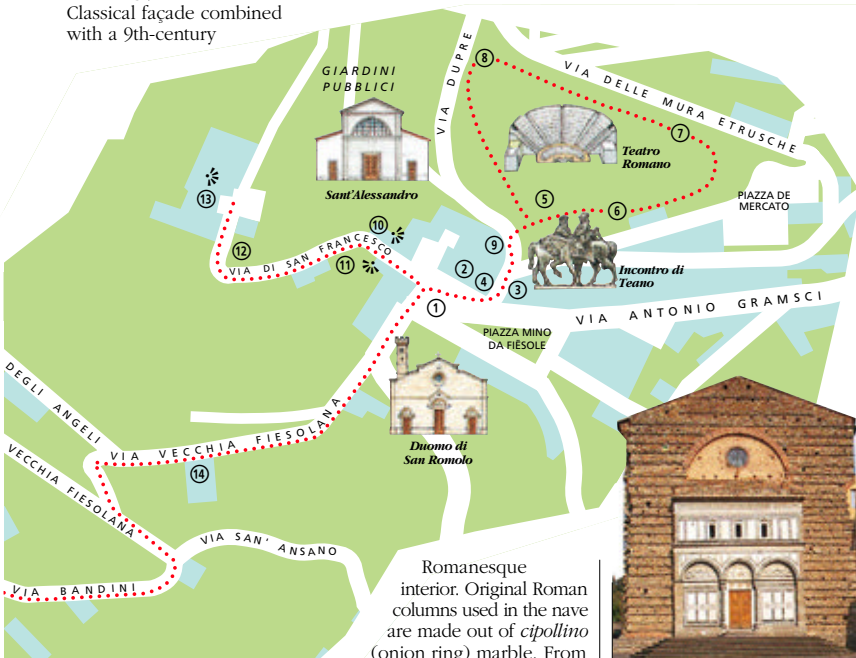 Classical façade combined
with a 9th-century
GIARDINI
PUBBLICI
VIA DUPRE
8
VIA DELLE MURA ETRUSCHE
7
Teatro
Romano
Sant'Alessandro
13
5
6
PIAZZA DE
MERCATO
10
9
12
VIA DI SAN FRANCESCO
11
2
4
3
Incontro di
Teano
1
VIA ANTONIO GRAMSCI
PIAZZA MINO
DA FIÉSOLE
DEGLI ANGELI
VIA VECCHIA FIESOLANA
Duomo di
San Romolo
14
VECCHIA FIESOLANA
VIA SAN' ANSANO
VIA BANDINI
Romanesque
interior. Original Roman
columns used in the nave
are made out of cipollino
(onion ring) marble. From